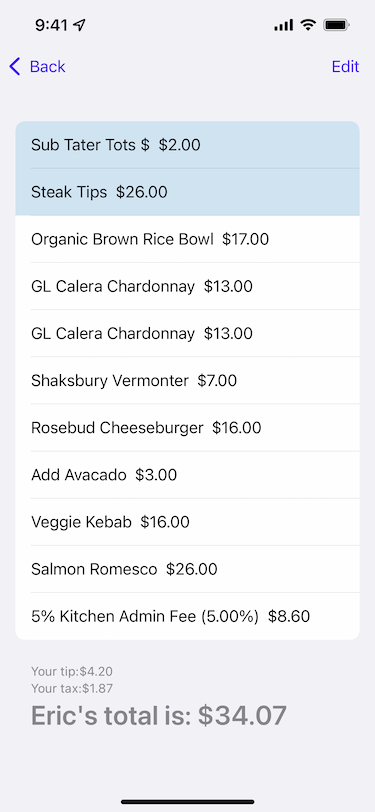 9:41
Back
Edit
Sub Tater Tots $ $2.00
Steak Tips $26.00
Organic Brown Rice Bowl $17.00
GL Calera Chardonnay $13.00
GL Calera Chardonnay $13.00
Shaksbury Vermonter $7.00
Rosebud Cheeseburger $16.00
Add Avacado $3.00
Veggie Kebab $16.00
Salmon Romesco $26.00
5% Kitchen Admin Fee (5.00%) $8.60
Your tip:$4.20
Your tax:$1.87
Eric's total is: $34.07